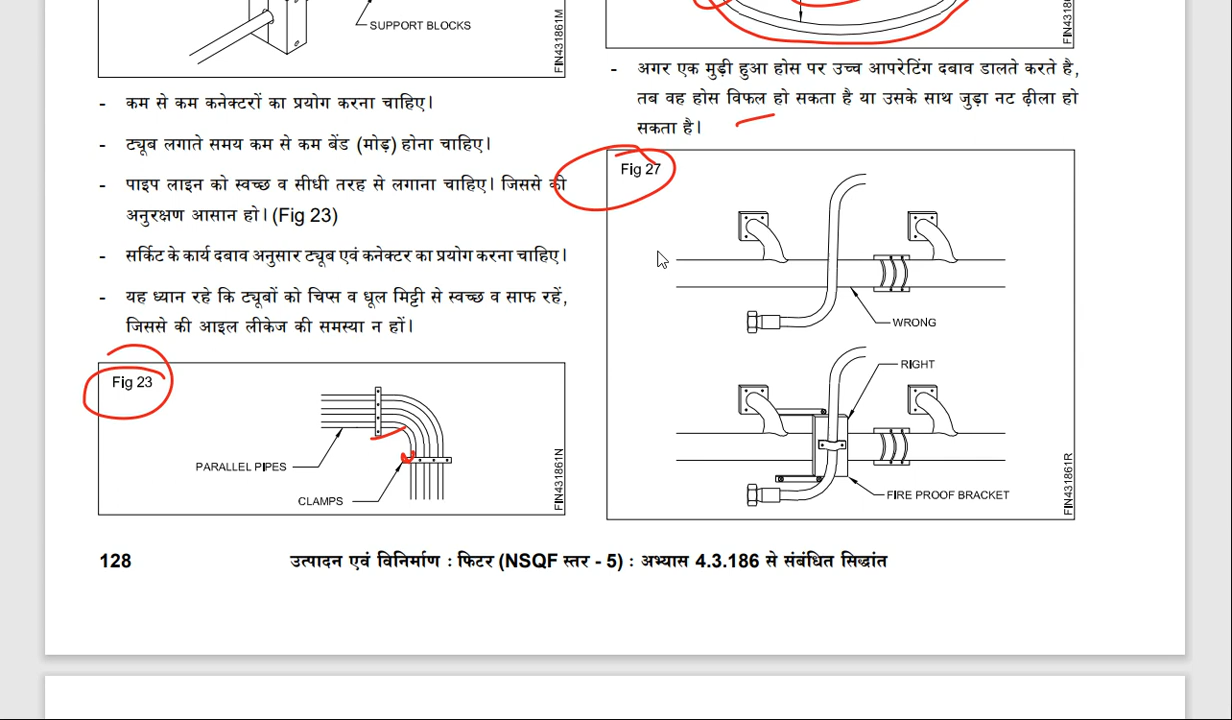 SUPPORT BLOCKS
FIN431861M
- कम से कम कनेक्टरों का प्रयोग करना चाहिए।
- ट्यूब लगाते समय कम से कम बेंड (मोड़) होना चाहिए।
- पाइप लाइन को स्वच्छ व सीधी तरह से लगाना चाहिए। जिससे की
अनुरक्षण आसान हो। (Fig 23)
- सर्किट के कार्य दबाव अनुसार ट्यूब एवं कनेक्टर का प्रयोग करना चाहिए।
- यह ध्यान रहे कि ट्यूबों को चिप्स व धूल मिट्टी से स्वच्छ व साफ रहें,
जिससे की आइल लीकेज की समस्या न हों।
Fig 23
PARALLEL PIPES
CLAMPS
FIN431861N
- अगर एक मुड़ी हुआ होस पर उच्च आपरेटिंग दबाव डालते करते है,
तब वह होस विफल हो सकता है या उसके साथ जुड़ा नट ढ़ीला हो
सकता है।
Fig 27
WRONG
RIGHT
FIRE PROOF BRACKET
FIN431861R
128
उत्पादन एवं विनिर्माण : फिटर (NSQF स्तर - 5) : अभ्यास 4.3.186 से संबंधित सिद्धांत